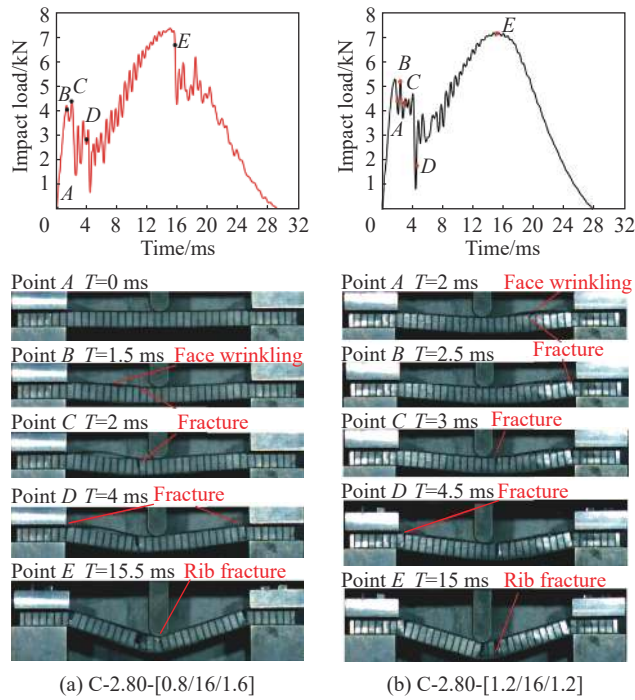 8
7
6
5
4
3
2
1
Impact load/kN
A
B
C
D
E
0 4 8 12 16 20 24 28 32
Time/ms
Point A T=0 ms
Point B T=1.5 ms Face wrinkling
Point C T=2 ms Fracture
Point D T=4 ms Fracture
Point E T=15.5 ms Rib fracture
(a) C-2.80-[0.8/16/1.6]
8
7
6
5
4
3
2
1
Impact load/kN
A
B
C
D
E
0 4 8 12 16 20 24 28 32
Time/ms
Point A T=2 ms Face wrinkling
Point B T=2.5 ms Fracture
Point C T=3 ms Fracture
Point D T=4.5 ms Fracture
Point E T=15 ms Rib fracture
(b) C-2.80-[1.2/16/1.2]